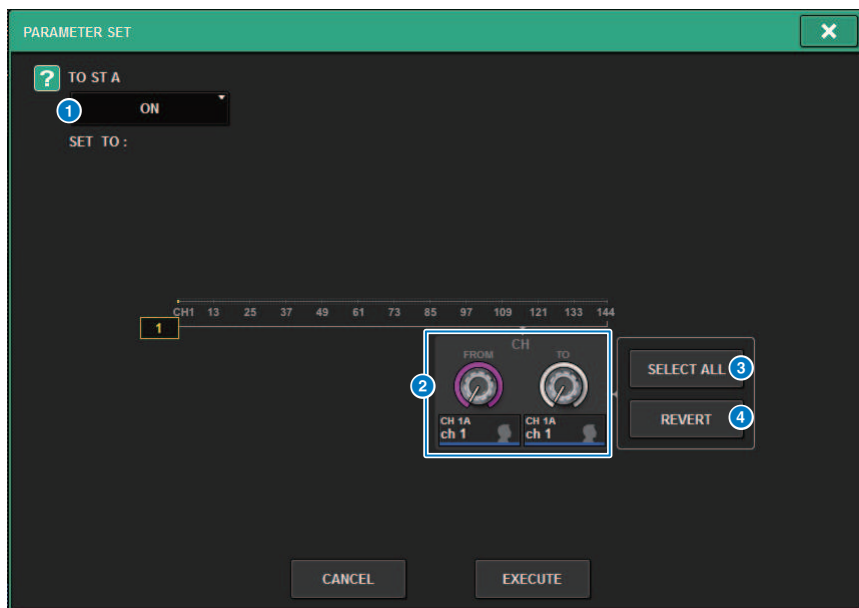 PARAMETER SET
?
TO ST A
1
ON
SET TO :
CH1 13 25 37 49 61 73 85 97 109 121 133 144
1
2
CH
FROM TO
CH 1A
ch 1
CH 1A
ch 1
SELECT ALL 3
REVERT 4
CANCEL EXECUTE